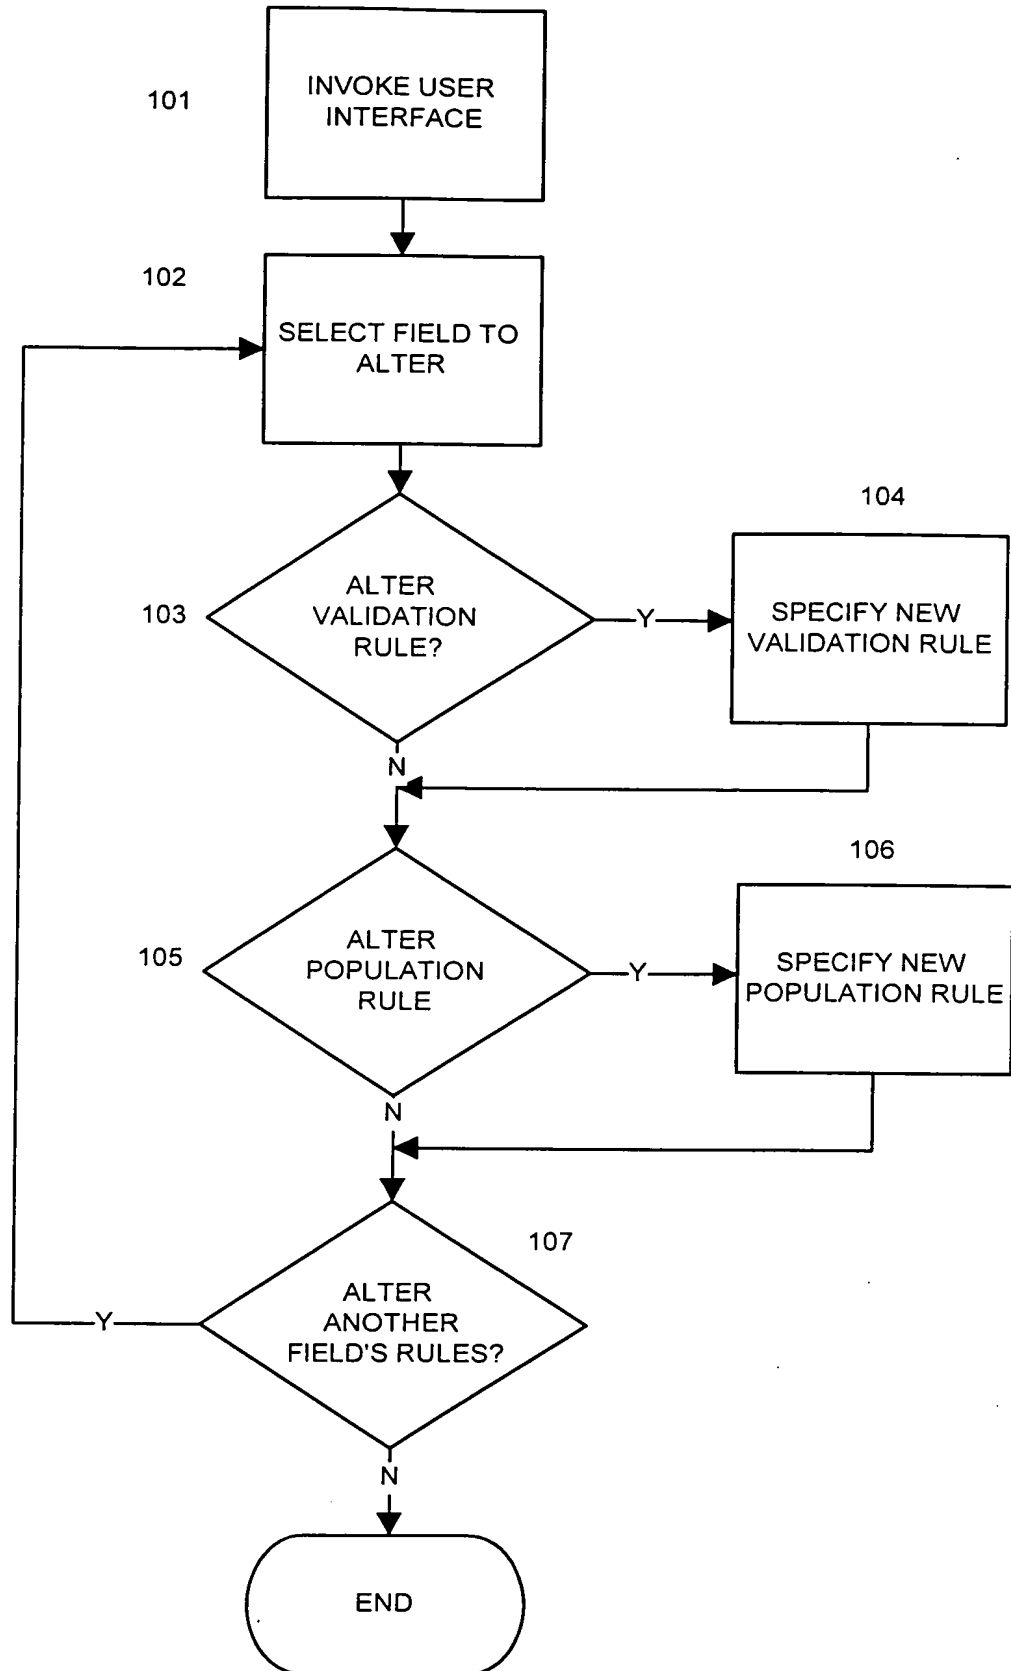 101
INVOKE USER
INTERFACE
102
SELECT FIELD TO
ALTER
103
ALTER
VALIDATION
RULE?
Y
104
SPECIFY NEW
VALIDATION RULE
N
105
ALTER
POPULATION
RULE
Y
106
SPECIFY NEW
POPULATION RULE
N
107
ALTER
ANOTHER
FIELD'S RULES?
Y
N
END